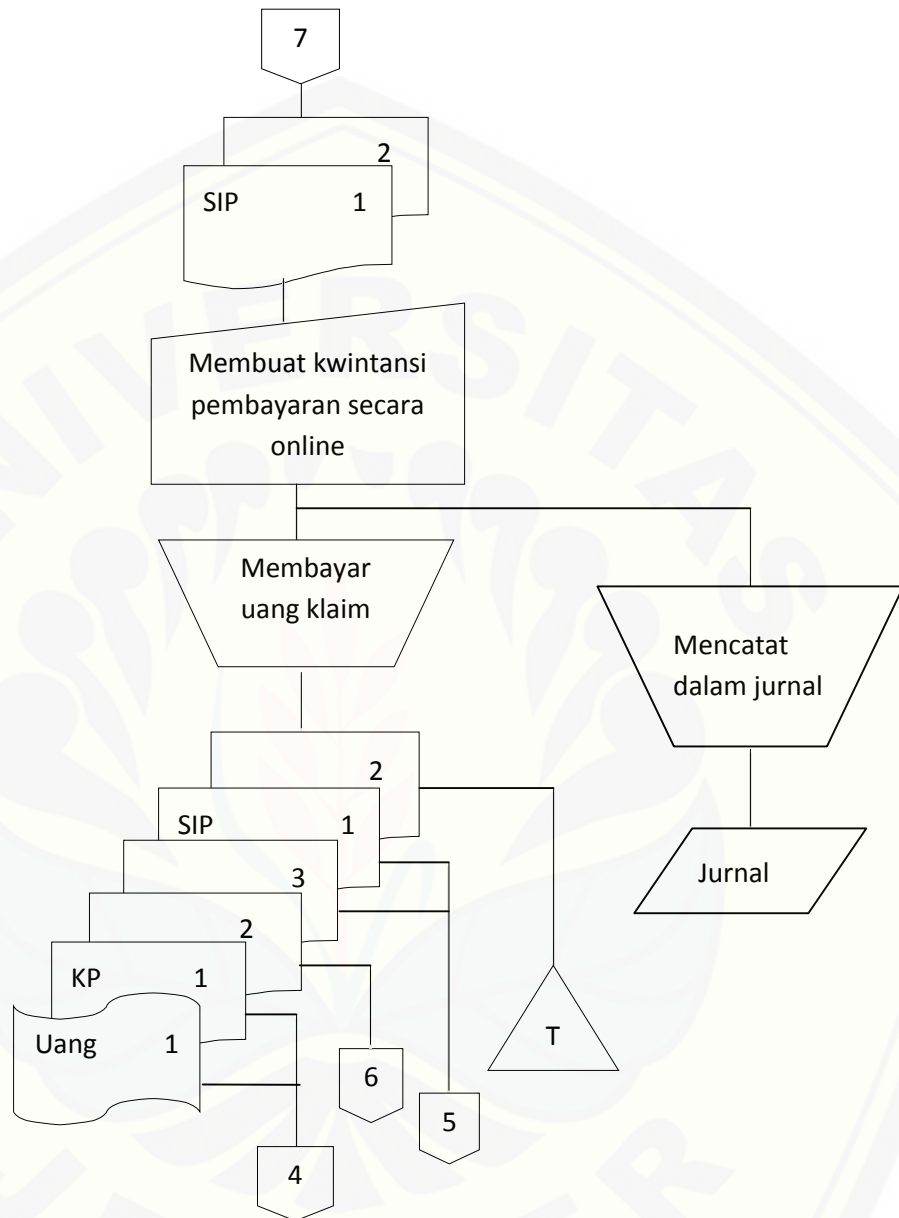 7
2
SIP 1
Membuat kwintansi
pembayaran secara
online
Membayar
uang klaim
Mencatat
dalam jurnal
2
SIP 1
3
2
KP 1
Uang 1
Jurnal
T
6
5
4
UNIVERSITAS